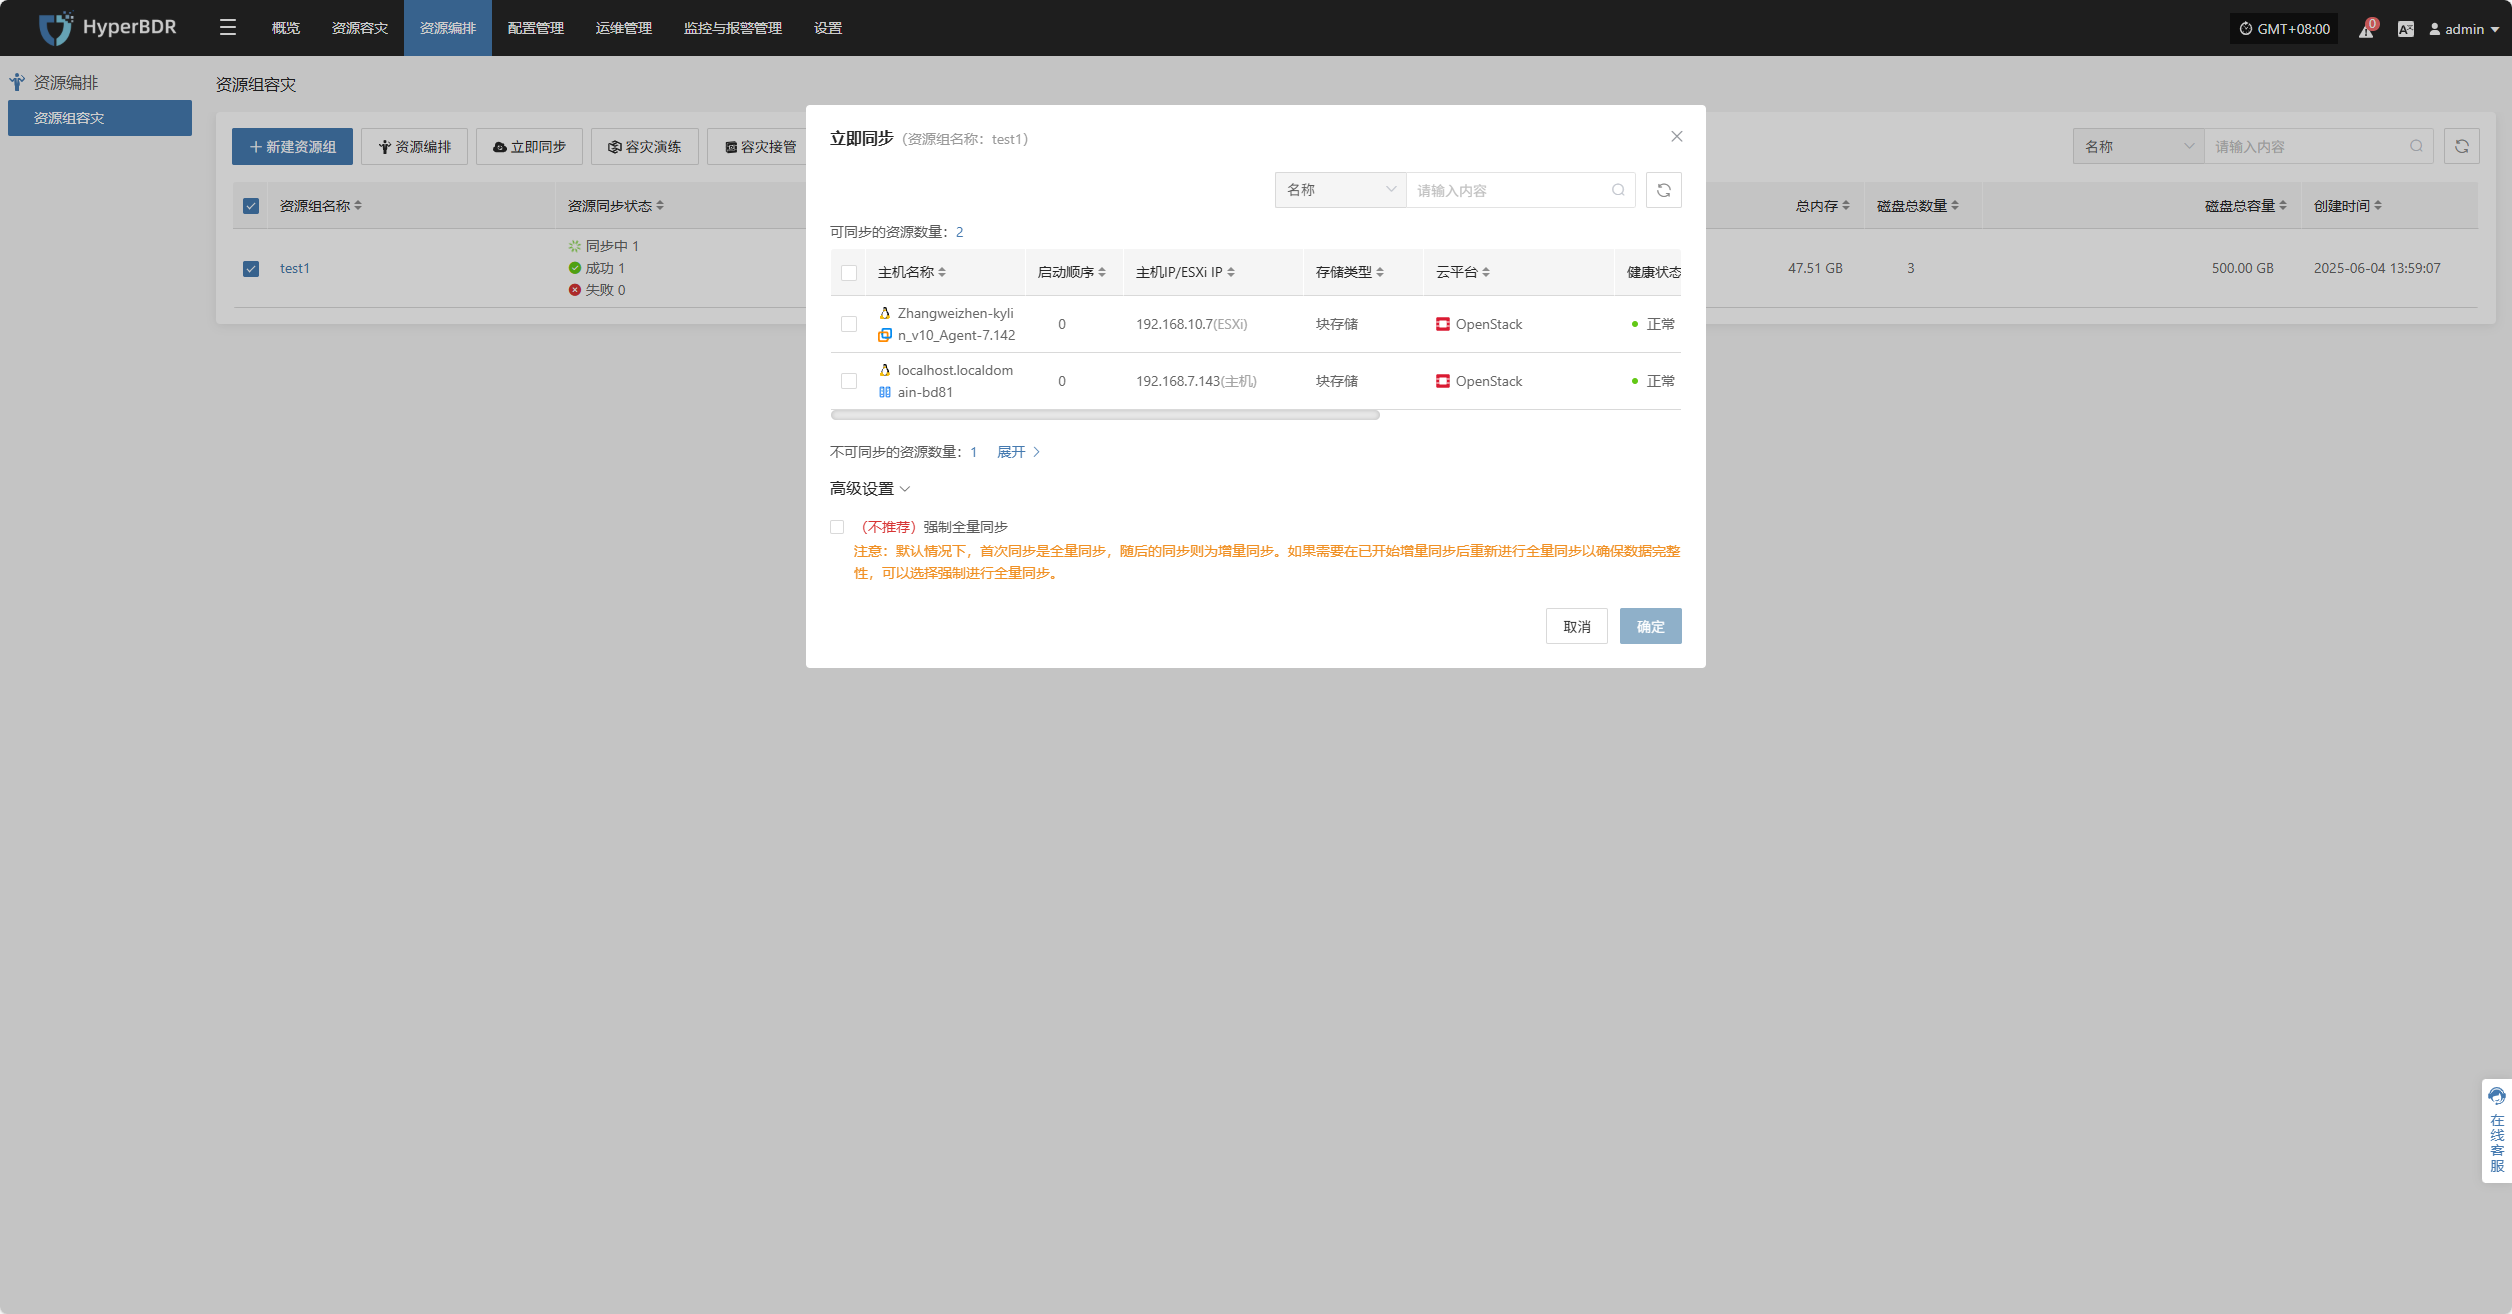 HyperBDR
概览 资源容灾 资源编排 配置管理 运维管理 监控与报警管理 设置
GMT+08:00 0 admin
资源编排
资源组容灾
资源组容灾
新建资源组 资源编排 立即同步 容灾演练 容灾接管
名称 请输入内容
资源组名称 资源同步状态 总内存 磁盘总数量 磁盘总容量 创建时间
同步中 1
test1 成功 1 47.51 GB 3 500.00 GB 2025-06-04 13:59:07
失败 0
立即同步（资源组名称：test1）
名称 请输入内容
可同步的资源数量：2
主机名称 启动顺序 主机IP/ESXi IP 存储类型 云平台 健康状态
Zhangweizhen-kyli
n_v10_Agent-7.142 0 192.168.10.7(ESXi) 块存储 OpenStack 正常
localhost.localdom
ain-bd81 0 192.168.7.143(主机) 块存储 OpenStack 正常
不可同步的资源数量：1 展开
高级设置
（不推荐）强制全量同步
注意：默认情况下，首次同步是全量同步，随后的同步则为增量同步。如果需要在已开始增量同步后重新进行全量同步以确保数据完整
性，可以选择强制进行全量同步。
取消 确定
在
线
客
服